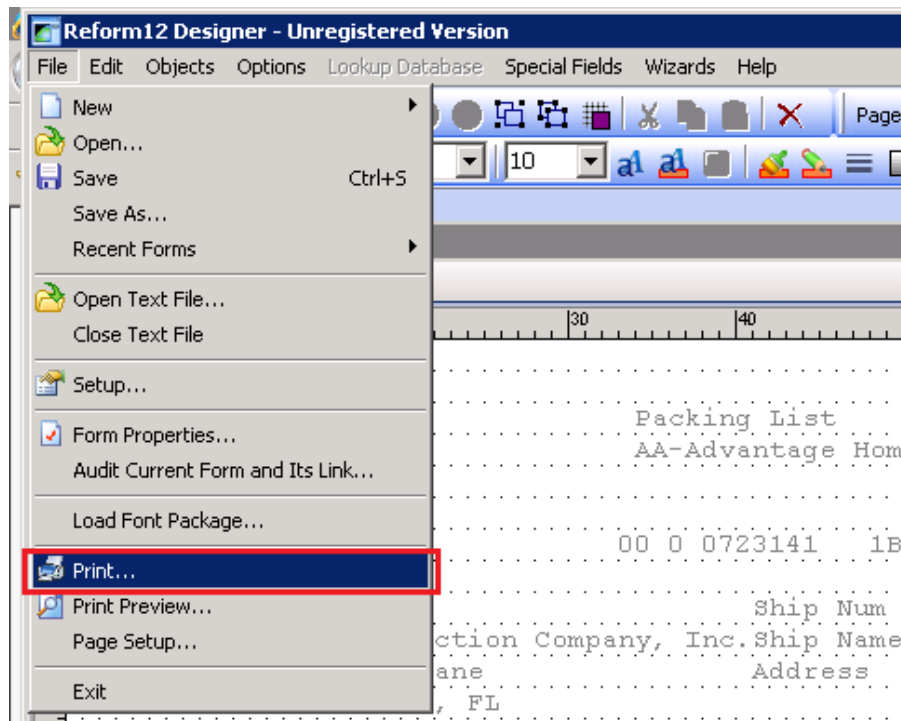 Reform12 Designer - Unregistered Version
File Edit Objects Options Lookup Database Special Fields Wizards Help
New
Page
Open...
10 a1 a1
Save Ctrl+S
Save As...
Recent Forms
Open Text File...
30 40
Close Text File
Setup...
Packing List
Form Properties...
AA-Advantage Hom
Audit Current Form and Its Link...
Load Font Package...
00 0 0723141 1B
Print...
Print Preview...
Ship Num
Page Setup...
ction Company, Inc. Ship Name
ane Address
Exit
, FL